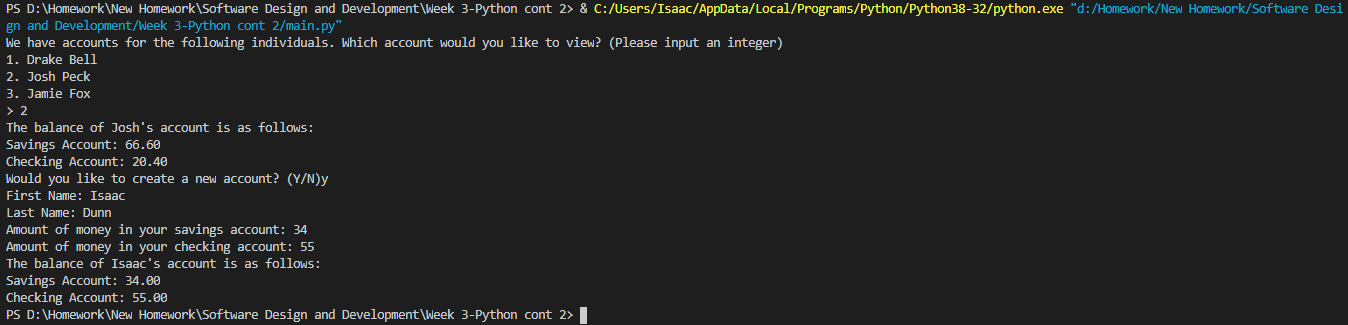 PS D:\Homework\New Homework\Software Design and Development\Week 3-Python cont 2> & C:/Users/Isaac/AppData/Local/Programs/Python/Python38-32/python.exe "d:/Homework/New Homework/Software Desi
gn and Development/Week 3-Python cont 2/main.py"
We have accounts for the following individuals. Which account would you like to view? (Please input an integer)
1. Drake Bell
2. Josh Peck
3. Jamie Fox
> 2
The balance of Josh's account is as follows:
Savings Account: 66.60
Checking Account: 20.40
Would you like to create a new account? (Y/N)y
First Name: Isaac
Last Name: Dunn
Amount of money in your savings account: 34
Amount of money in your checking account: 55
The balance of Isaac's account is as follows:
Savings Account: 34.00
Checking Account: 55.00
PS D:\Homework\New Homework\Software Design and Development\Week 3-Python cont 2>